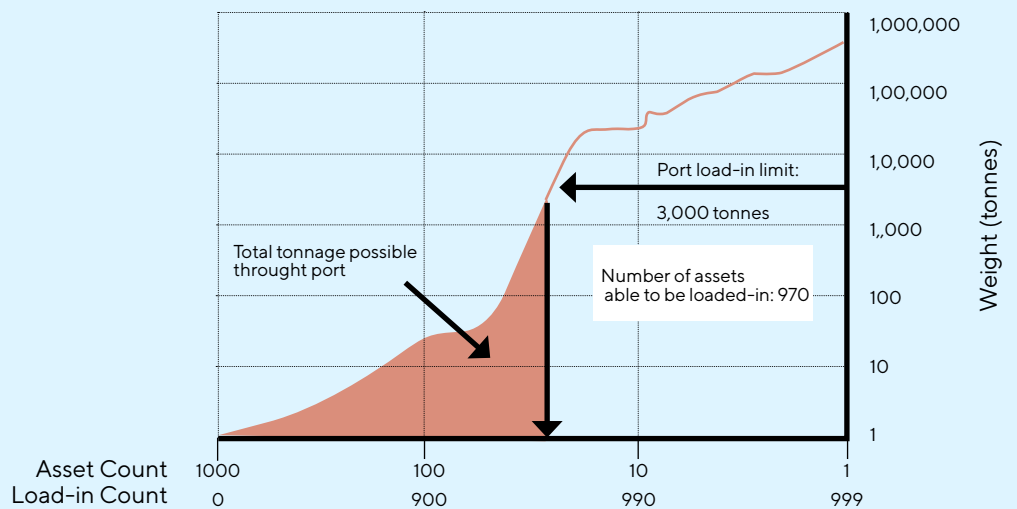 1,000,000
1,00,000
1,0,000
Port load-in limit:
3,000 tonnes
1,,000
Total tonnage possible
throught port
Number of assets
able to be loaded-in: 970
100
10
1
Weight (tonnes)
Asset Count 1000 100 10 1
Load-in Count 0 900 990 999